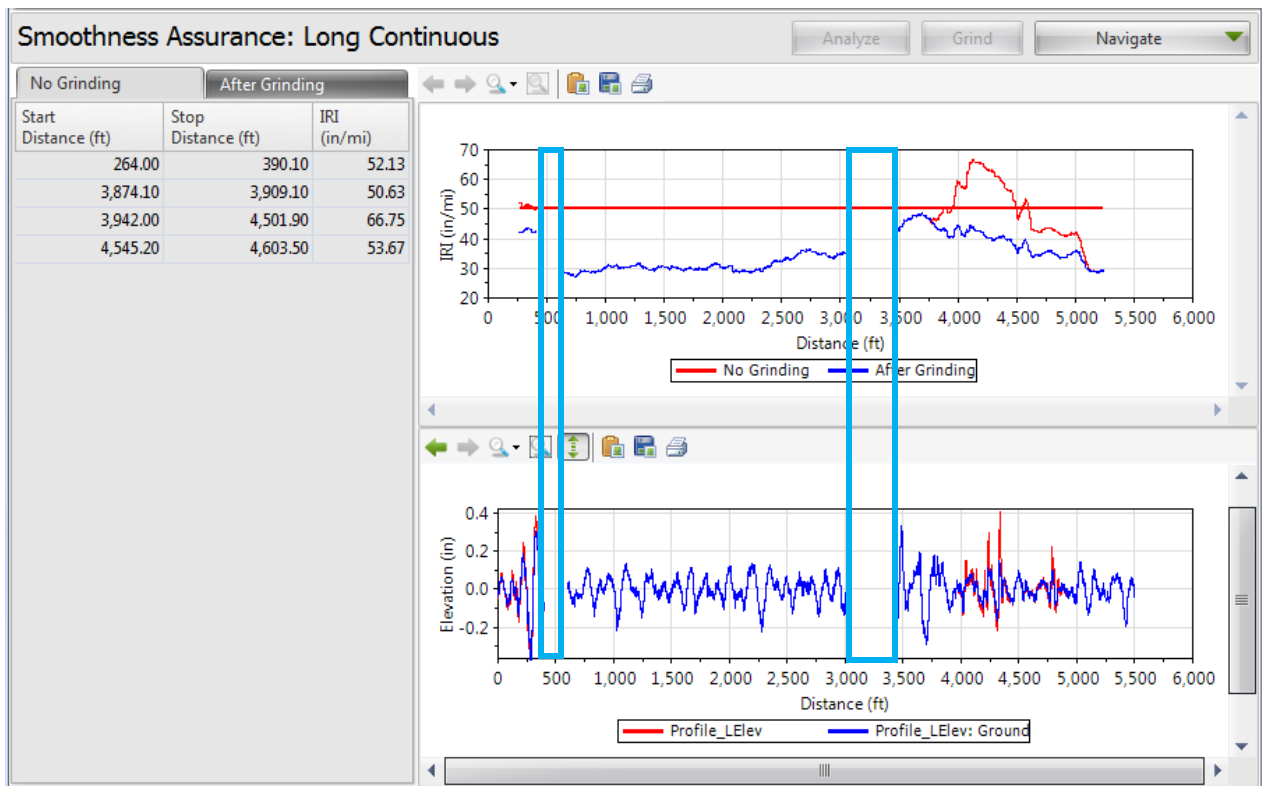 Smoothness Assurance: Long Continuous
Analyze
Grind
Navigate
No Grinding
After Grinding
Start Distance (ft) Stop Distance (ft) IRI (in/mi)
264.00 390.10 52.13
3,874.10 3,909.10 50.63
3,942.00 4,501.90 66.75
4,545.20 4,603.50 53.67
70
60
50
40
30
20
IRI (in/mi)
0 500 1,000 1,500 2,000 2,500 3,000 3,500 4,000 4,500 5,000 5,500 6,000
Distance (ft)
No Grinding After Grinding
0.4
0.2
0.0
-0.2
Elevation (in)
0 500 1,000 1,500 2,000 2,500 3,000 3,500 4,000 4,500 5,000 5,500 6,000
Distance (ft)
Profile_LElev Profile_LElev: Ground